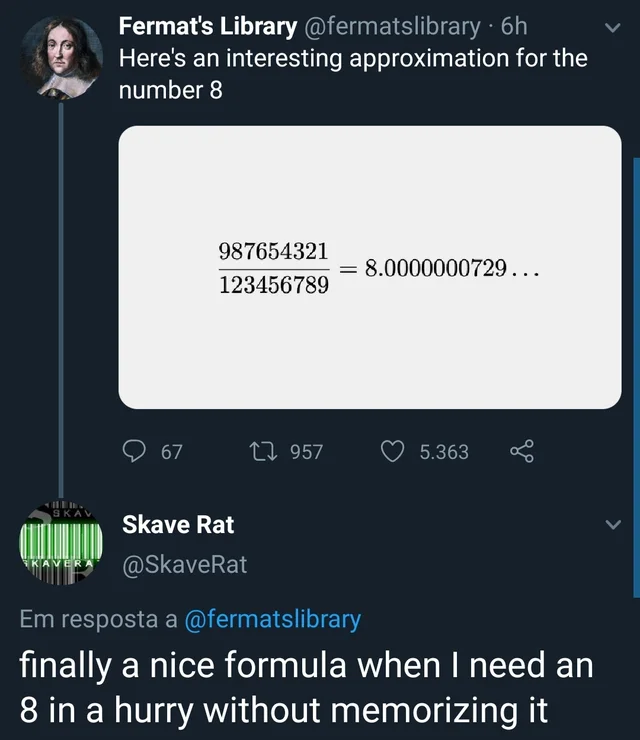 Fermat's Library @fermatslibrary · 6h
Here's an interesting approximation for the
number 8
987654321
123456789
= 8.0000000729...
67
957
5.363
SKAV
SKAVERA
Skave Rat
@SkaveRat
Em resposta a @fermatslibrary
finally a nice formula when I need an
8 in a hurry without memorizing it